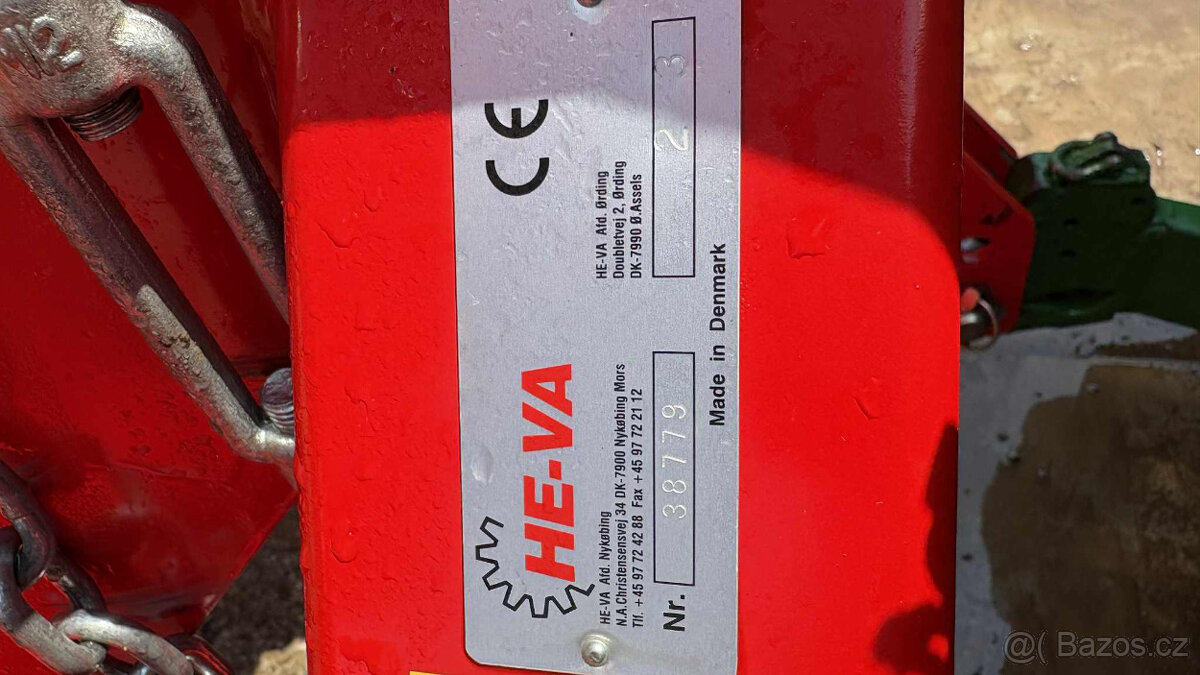 HE-VA
CE
HE-VA Afd. Nykøbing
N.A.Christensensvej 34 DK-7900 Nykøbing Mors
Tlf. +45 97 72 42 88 Fax +45 97 72 21 12
HE-VA Afd. Ørding
Doubletvej 2, Ørding
DK-7990 Ø.Assels
Nr. 38779
2 3
Made in Denmark
@( Bazos.cz